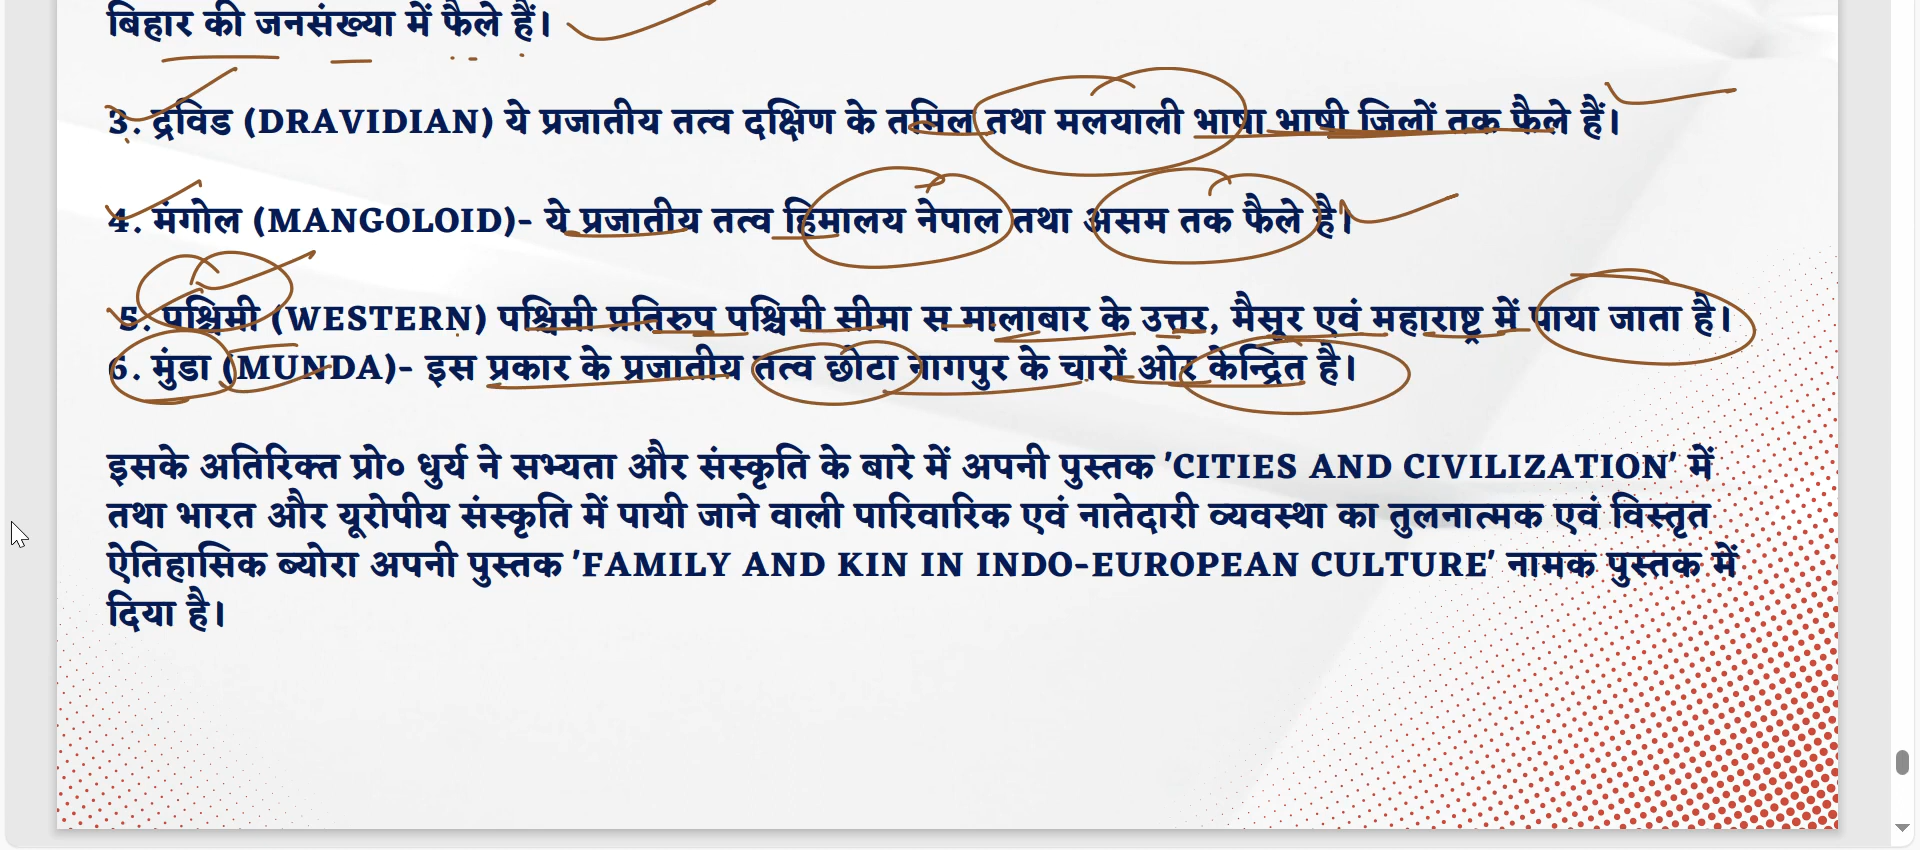 बिहार की जनसंख्या में फैले हैं।
3. द्रविड (DRAVIDIAN) ये प्रजातीय तत्व दक्षिण के तमिल तथा मलयाली भाषा भाषी जिलों तक फैले हैं।
4. मंगोल (MANGOLOID)- ये प्रजातीय तत्व हिमालय नेपाल तथा असम तक फैले है।
5. पश्चिमी (WESTERN) पश्चिमी प्रतिरुप पश्चिमी सीमा स मालाबार के उत्तर, मैसूर एवं महाराष्ट्र में पाया जाता है।
6. मुंडा (MUNDA)- इस प्रकार के प्रजातीय तत्व छोटा नागपुर के चारों ओर केन्द्रित है।
इसके अतिरिक्त प्रो० धुर्य ने सभ्यता और संस्कृति के बारे में अपनी पुस्तक 'CITIES AND CIVILIZATION' में
तथा भारत और यूरोपीय संस्कृति में पायी जाने वाली पारिवारिक एवं नातेदारी व्यवस्था का तुलनात्मक एवं विस्तृत
ऐतिहासिक ब्योरा अपनी पुस्तक 'FAMILY AND KIN IN INDO-EUROPEAN CULTURE' नामक पुस्तक में
दिया है।